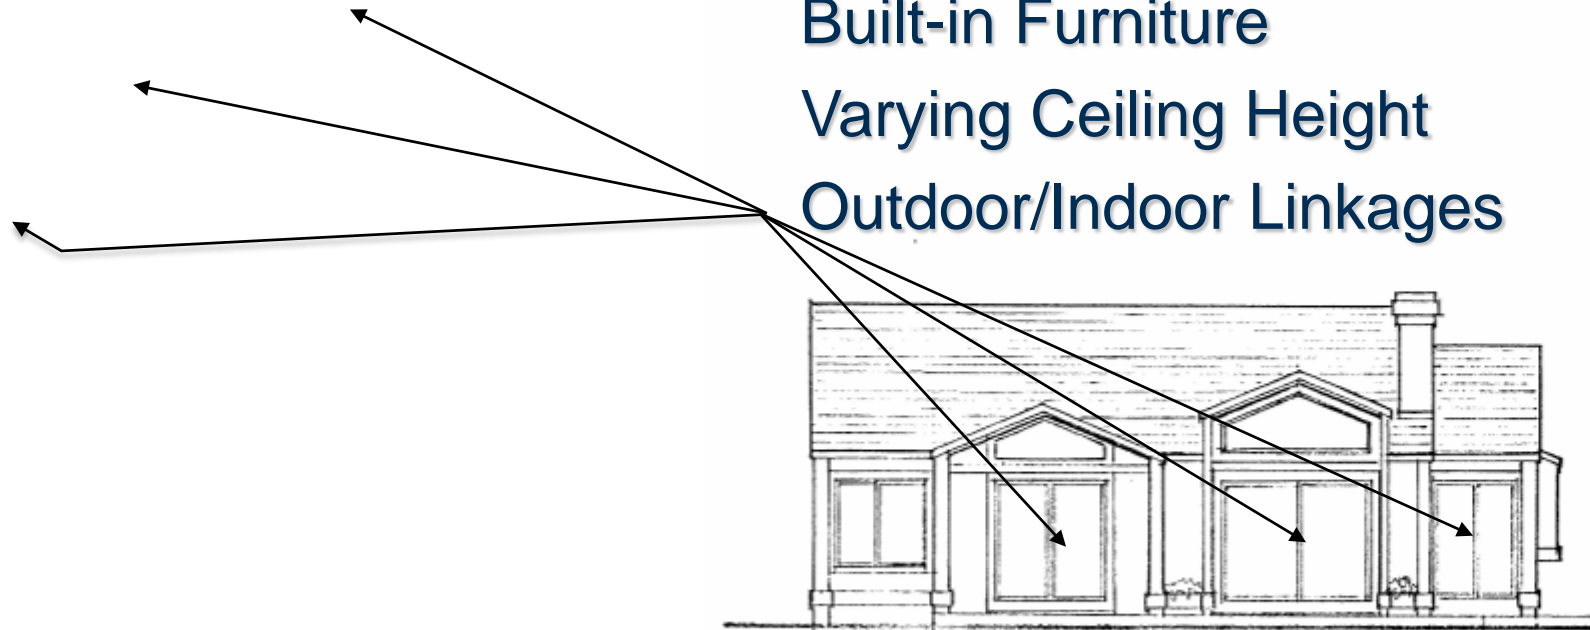 Built-in Furniture
Varying Ceiling Height
Outdoor/Indoor Linkages